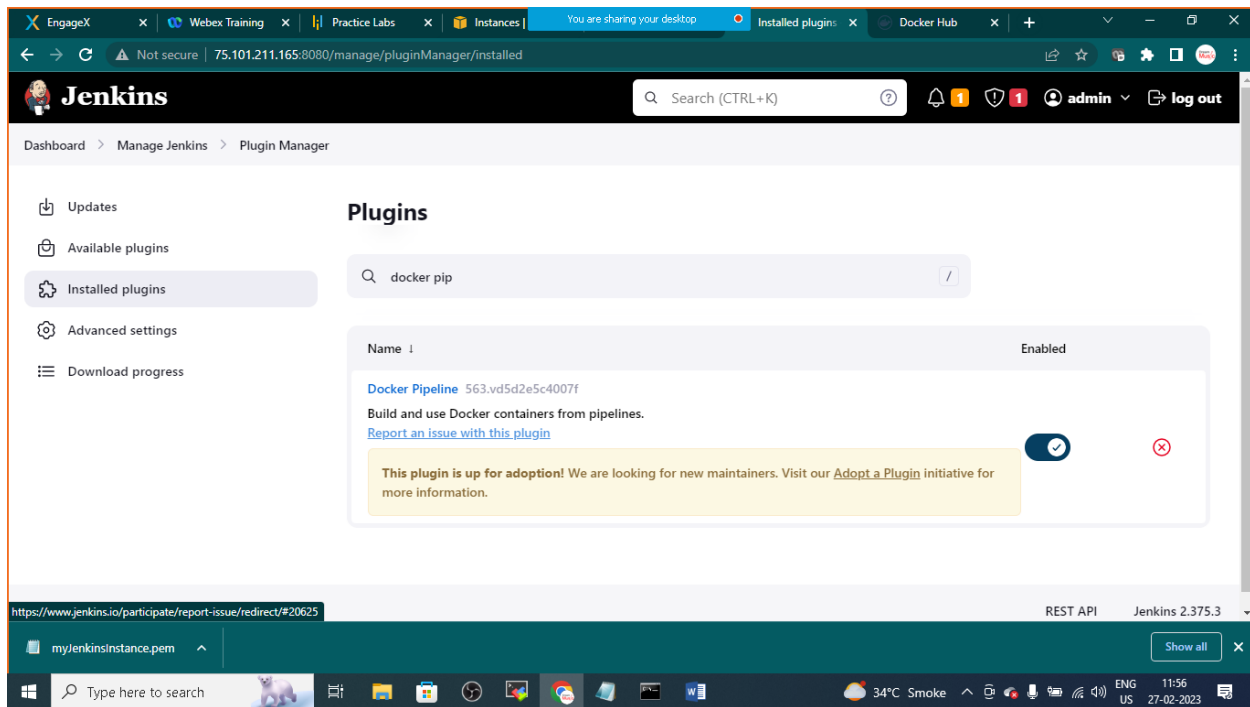 EngageX
Webex Training
Practice Labs
Instances |
You are sharing your desktop
Installed plugins
Docker Hub
Not secure | 75.101.211.165:8080/manage/pluginManager/installed
Jenkins
Search (CTRL+K)
1
1
admin
log out
Dashboard > Manage Jenkins > Plugin Manager
Updates
Available plugins
Installed plugins
Advanced settings
Download progress
Plugins
docker pip
/
Name ↓
Enabled
Docker Pipeline 563.vd5d2e5c4007f
Build and use Docker containers from pipelines.
Report an issue with this plugin
This plugin is up for adoption! We are looking for new maintainers. Visit our Adopt a Plugin initiative for
more information.
https://www.jenkins.io/participate/report-issue/redirect/#20625
REST API
Jenkins 2.375.3
myJenkinsInstance.pem
Show all
Type here to search
34°C Smoke
ENG
US
11:56
27-02-2023